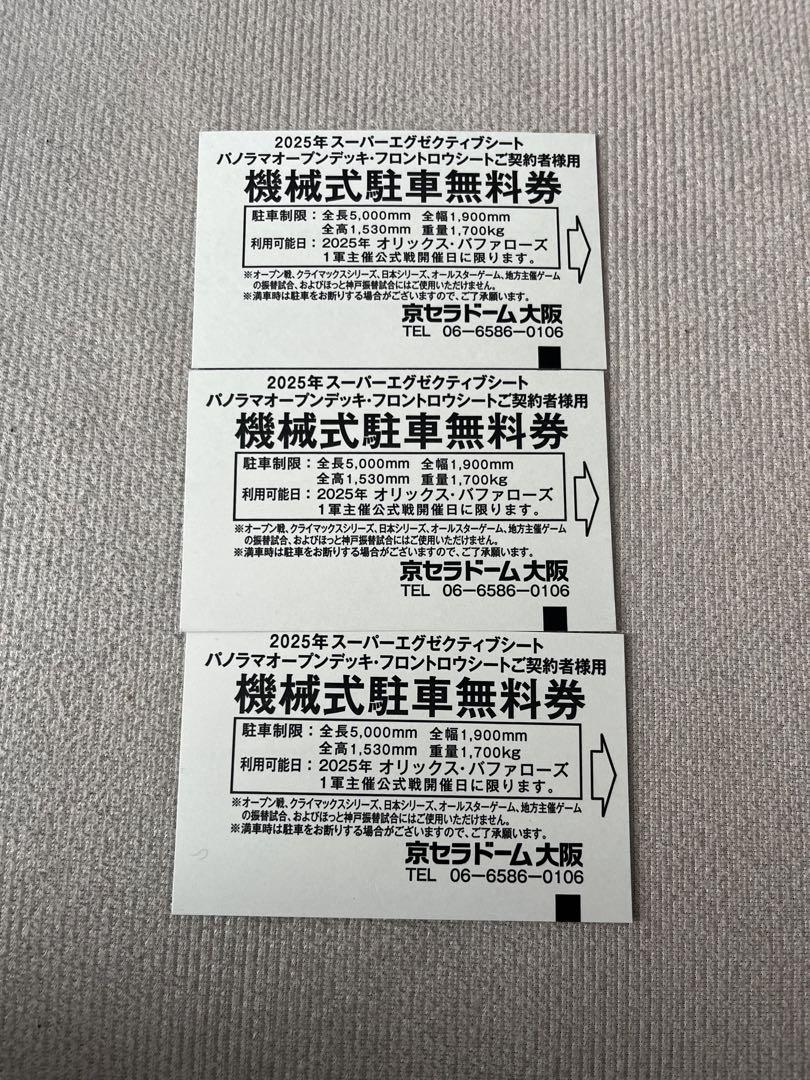 2025年 スーパーエグゼクティブシート
パノラマオープンデッキ・フロントロウシートご契約者様用
機械式駐車無料券
駐車制限：全長5,000mm 全幅1,900mm
全高1,530mm 重量1,700kg
利用可能日：2025年 オリックス・バファローズ
1軍主催公式戦開催日に限ります。
※オープン戦、クライマックスシリーズ、日本シリーズ、オールスターゲーム、地方主催ゲーム
の振替試合、およびほっと神戸振替試合にはご使用いただけません。
※満車時は駐車をお断りする場合がございますので、ご了承願います。
京セラドーム大阪
TEL 06-6586-0106
2025年 スーパーエグゼクティブシート
パノラマオープンデッキ・フロントロウシートご契約者様用
機械式駐車無料券
駐車制限：全長5,000mm 全幅1,900mm
全高1,530mm 重量1,700kg
利用可能日：2025年 オリックス・バファローズ
1軍主催公式戦開催日に限ります。
※オープン戦、クライマックスシリーズ、日本シリーズ、オールスターゲーム、地方主催ゲーム
の振替試合、およびほっと神戸振替試合にはご使用いただけません。
※満車時は駐車をお断りする場合がございますので、ご了承願います。
京セラドーム大阪
TEL 06-6586-0106
2025年 スーパーエグゼクティブシート
パノラマオープンデッキ・フロントロウシートご契約者様用
機械式駐車無料券
駐車制限：全長5,000mm 全幅1,900mm
全高1,530mm 重量1,700kg
利用可能日：2025年 オリックス・バファローズ
1軍主催公式戦開催日に限ります。
※オープン戦、クライマックスシリーズ、日本シリーズ、オールスターゲーム、地方主催ゲーム
の振替試合、およびほっと神戸振替試合にはご使用いただけません。
※満車時は駐車をお断りする場合がございますので、ご了承願います。
京セラドーム大阪
TEL 06-6586-0106